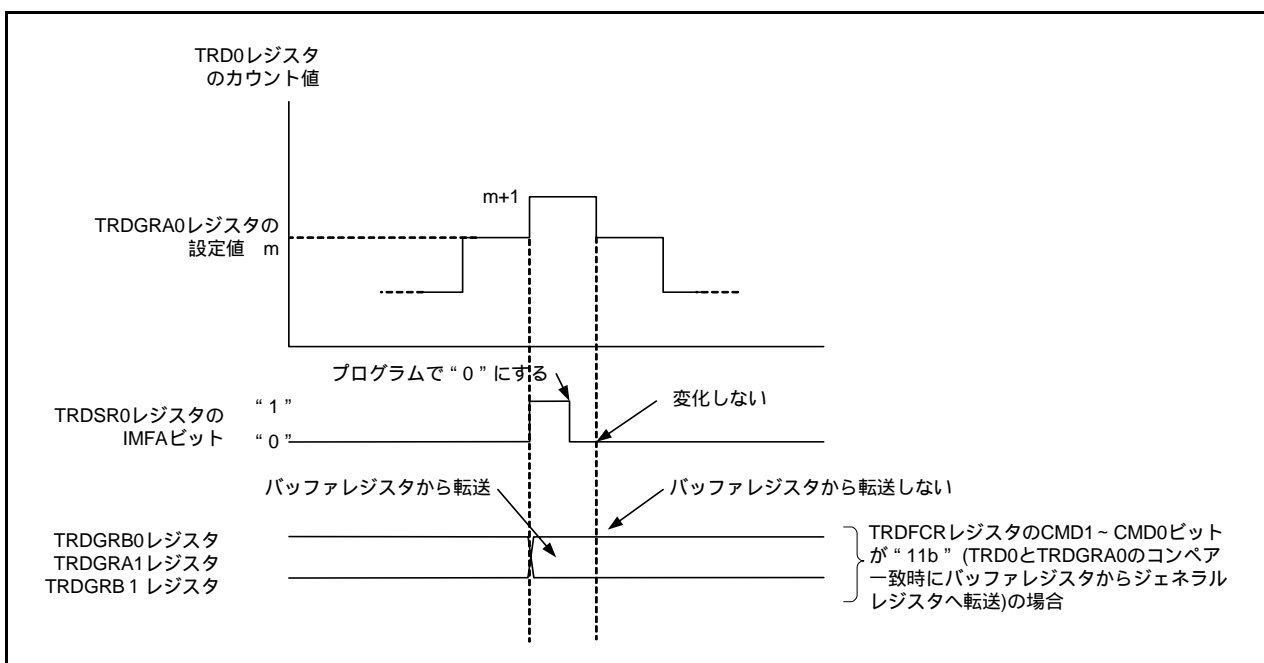 TRD0レジスタ
のカウント値
m+1
TRDGRA0レジスタの
設定値 m
プログラムで“0”にする
変化しない
TRDSR0レジスタの
IMFAビット
“1”
“0”
バッファレジスタから転送
バッファレジスタから転送しない
TRDGRB0レジスタ
TRDGRA1レジスタ
TRDGRB1レジスタ
TRDFCRレジスタのCMD1~CMD0ビット
が“11b”(TRD0とTRDGRA0のコンペア
一致時にバッファレジスタからジェネラル
レジスタへ転送)の場合